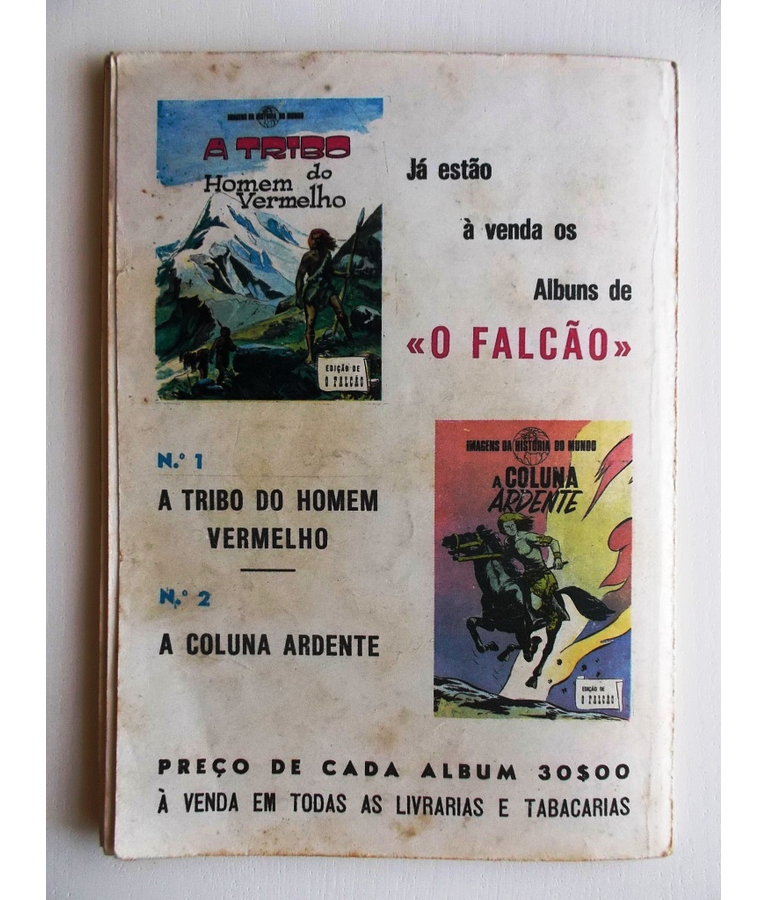 IMAGENS DA HISTÓRIA DO MUNDO
A TRIBO
do
Homem
Vermelho
EDIÇÃO DE
O FALCÃO
Já estão
à venda os
Albuns de
«O FALCÃO»
N.º 1
A TRIBO DO HOMEM
VERMELHO
N.º 2
A COLUNA ARDENTE
IMAGENS DA HISTÓRIA DO MUNDO
A COLUNA
ARDENTE
EDIÇÃO DE
O FALCÃO
PREÇO DE CADA ALBUM 30$00
À VENDA EM TODAS AS LIVRARIAS E TABACARIAS